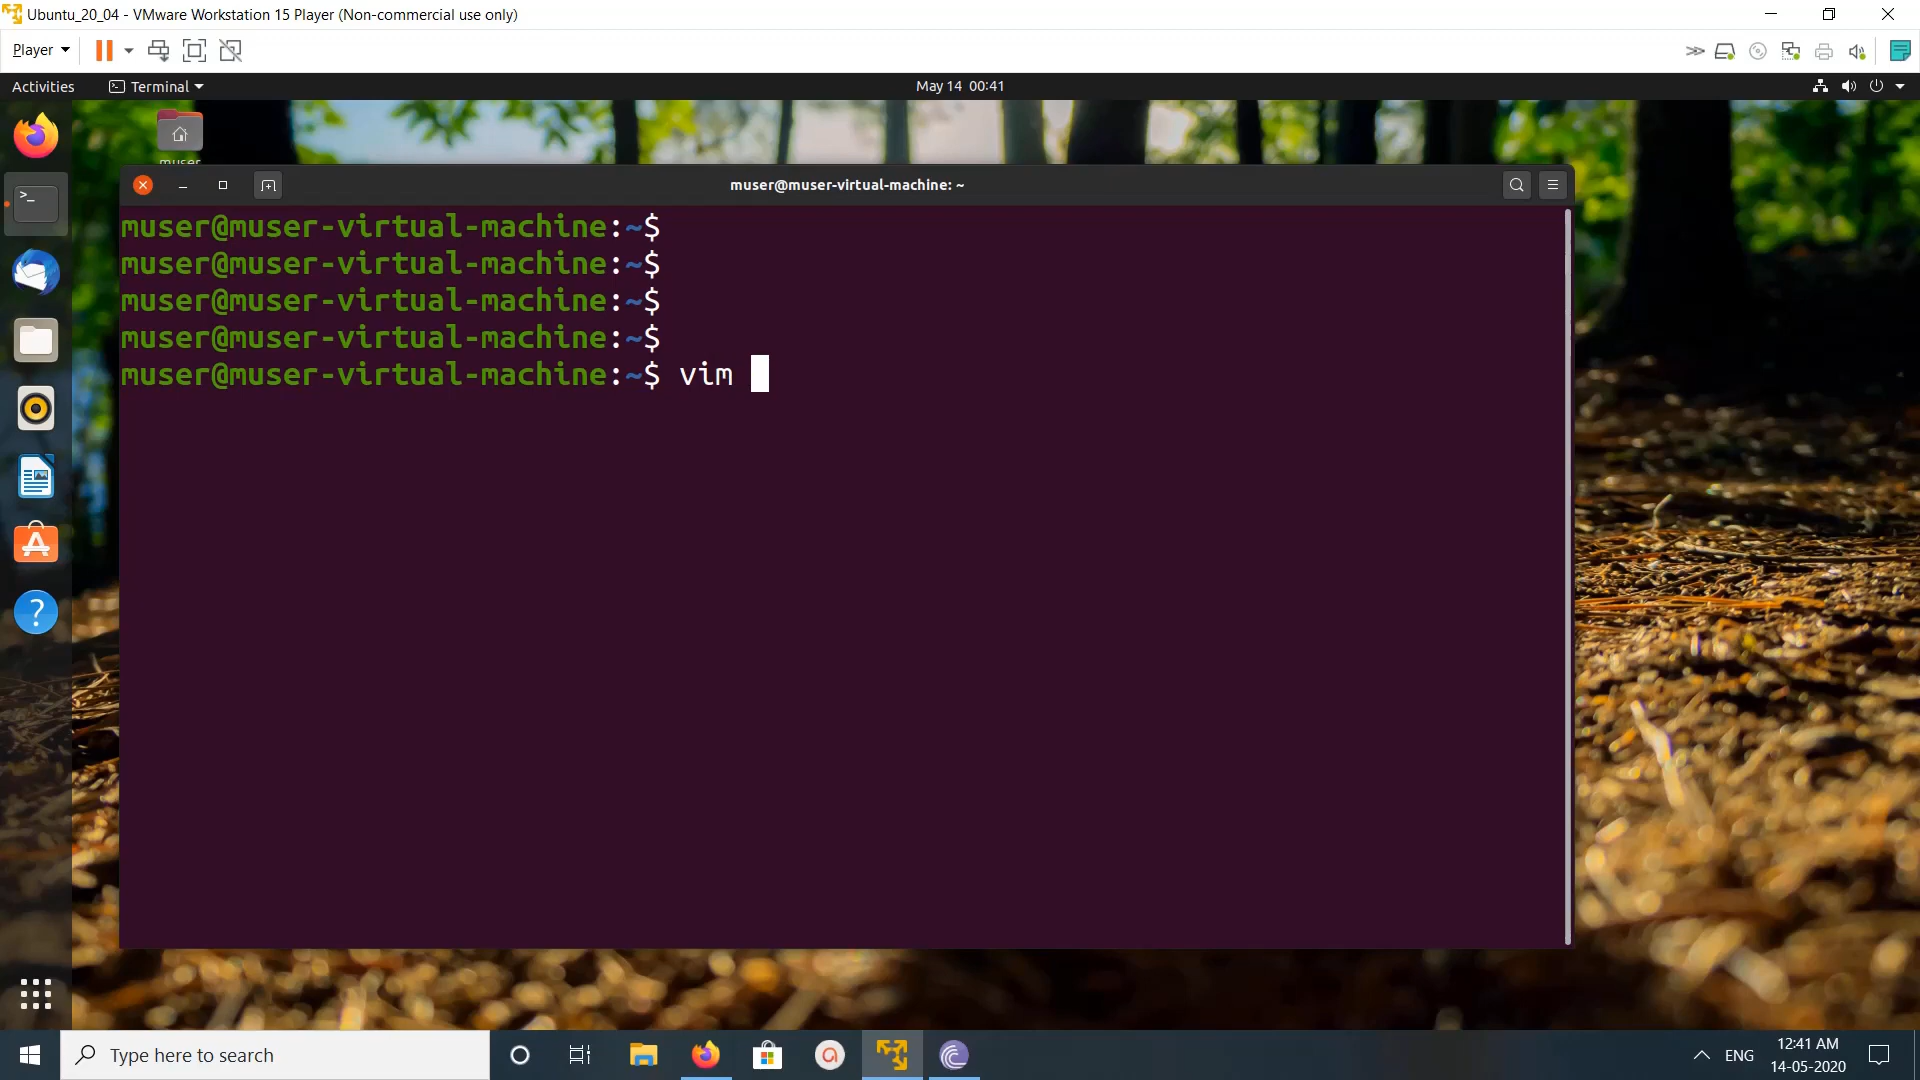 Ubuntu_20_04 - VMware Workstation 15 Player (Non-commercial use only)
Player
Activities
Terminal
May 14 00:41
muser
muser@muser-virtual-machine: ~
muser@muser-virtual-machine:~$
muser@muser-virtual-machine:~$
muser@muser-virtual-machine:~$
muser@muser-virtual-machine:~$
muser@muser-virtual-machine:~$ vim
Type here to search
ENG
12:41 AM
14-05-2020